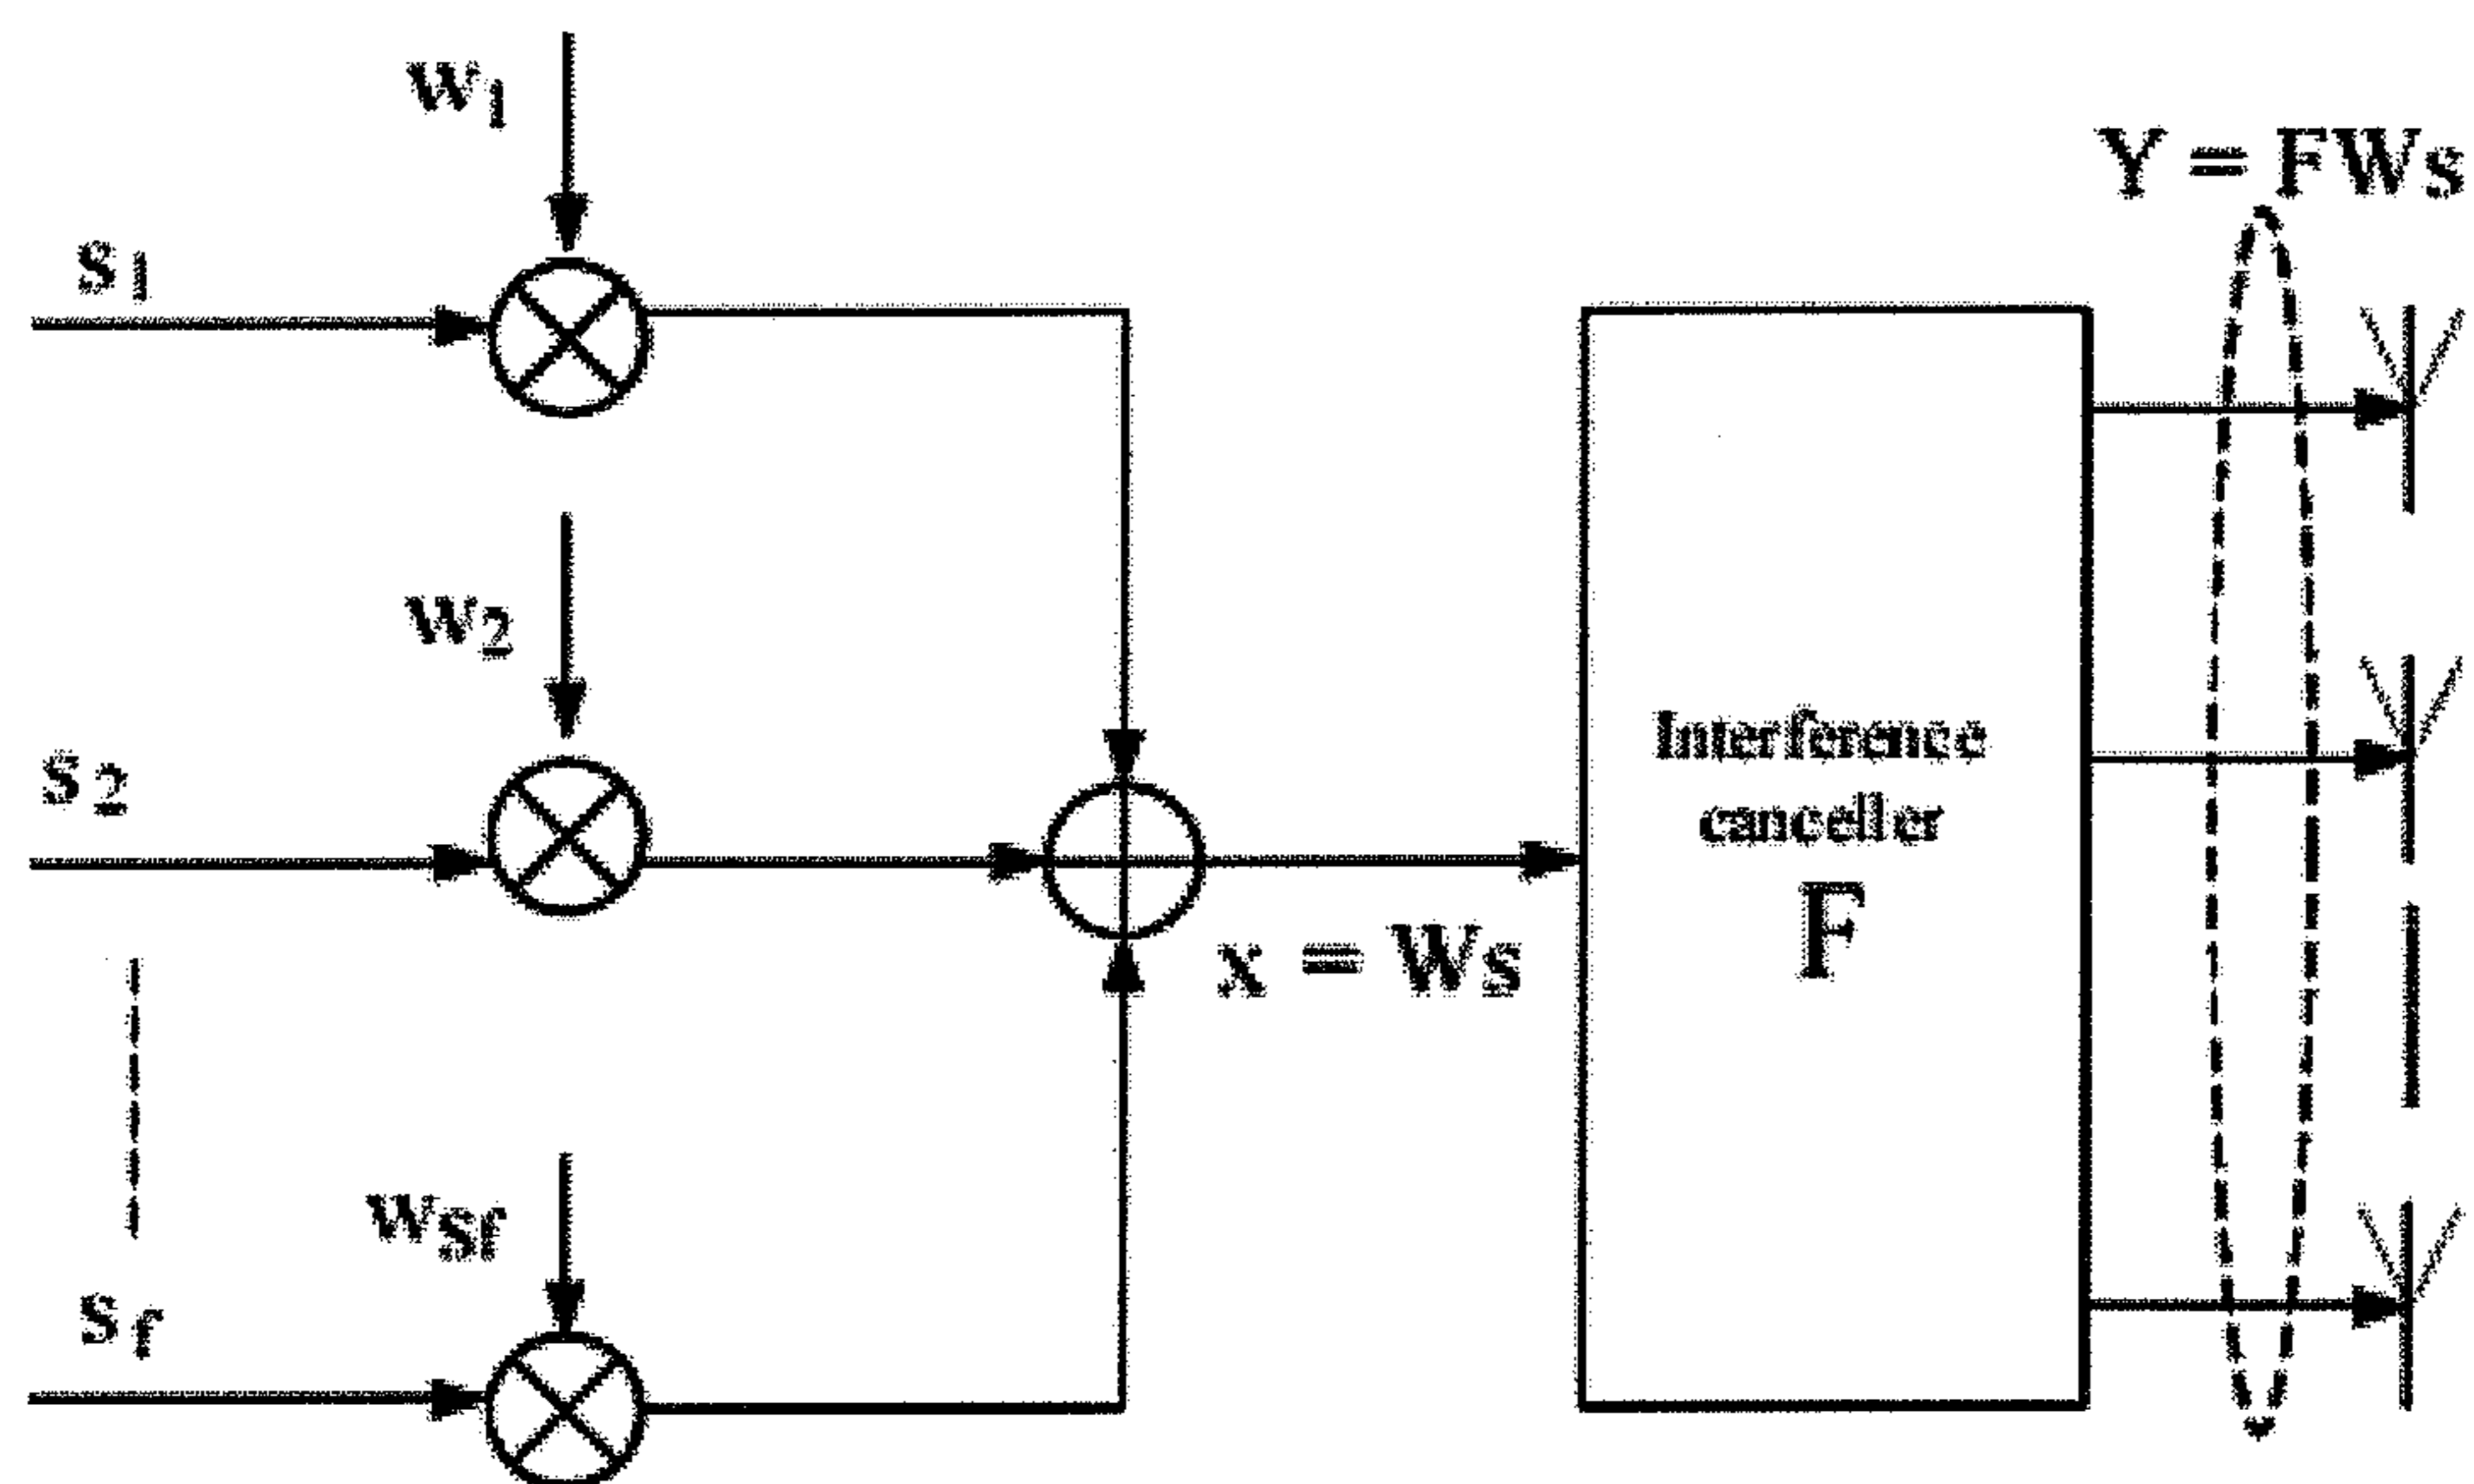 w1
Y = FWs
s1
w2
s2
Interference
canceller
F
x = Ws
wSf
sf